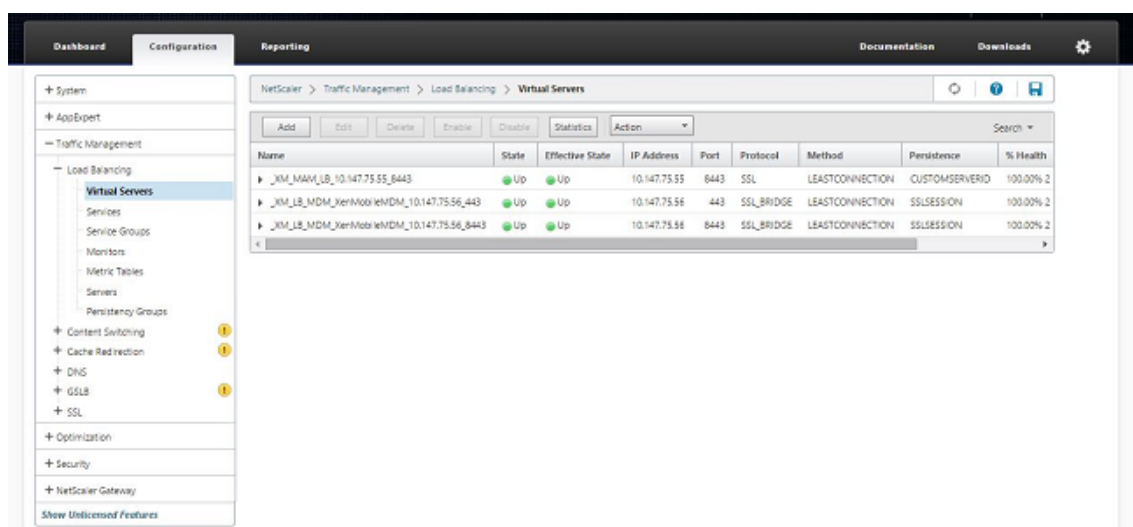 Dashboard Configuration Reporting Documentation Downloads
+ System
NetScaler > Traffic Management > Load Balancing > Virtual Servers
+ AppExpert
Add Edit Delete Enable Disable Statistics Action Search
− Traffic Management
Name State Effective State IP Address Port Protocol Method Persistence % Health
− Load Balancing
_XM_MAM_LB_10.147.75.55_8443 Up Up 10.147.75.55 8443 SSL LEASTCONNECTION CUSTOMSERVERID 100.00% 2
Virtual Servers
_XM_LB_MDM_XenMobileMDM_10.147.75.56_443 Up Up 10.147.75.56 443 SSL_BRIDGE LEASTCONNECTION SSLSESSION 100.00% 2
Services
_XM_LB_MDM_XenMobileMDM_10.147.75.56_8443 Up Up 10.147.75.56 8443 SSL_BRIDGE LEASTCONNECTION SSLSESSION 100.00% 2
Service Groups
Monitors
Metric Tables
Servers
Persistency Groups
+ Content Switching
+ Cache Redirection
+ DNS
+ GSLB
+ SSL
+ Optimization
+ Security
+ NetScaler Gateway
Show Unlicensed Features